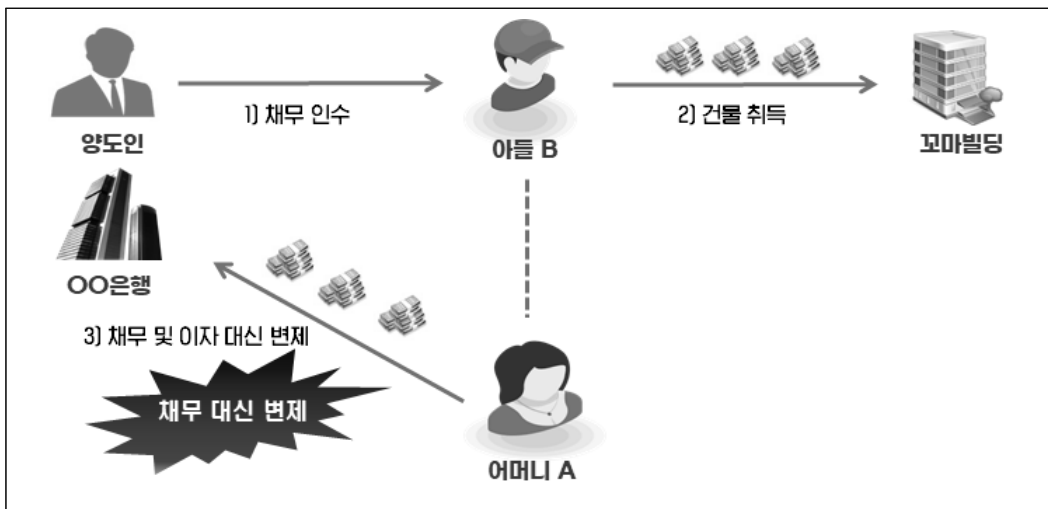 1) 채무 인수
2) 건물 취득
양도인
아들 B
꼬마빌딩
OO은행
3) 채무 및 이자 대신 변제
채무 대신 변제
어머니 A